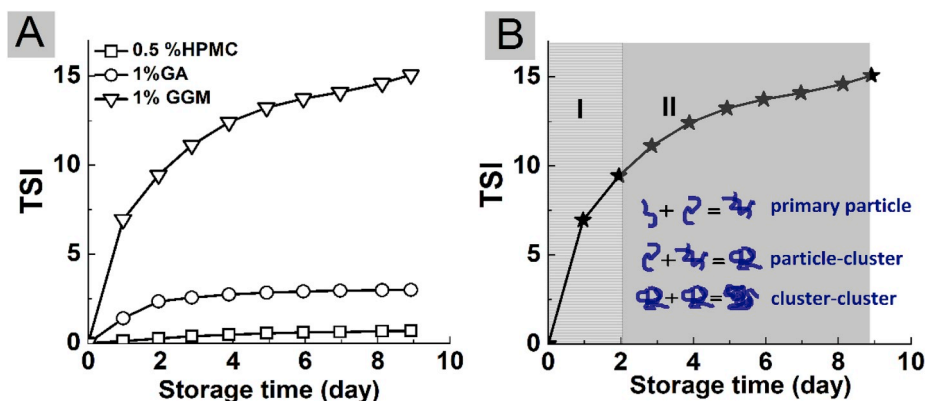 A
0.5 %HPMC
1%GA
1% GGM
TSI
15
10
5
0
0 2 4 6 8 10
Storage time (day)
B
I
II
TSI
15
10
5
0
+ = primary particle
+ = particle-cluster
+ = cluster-cluster
0 2 4 6 8 10
Storage time (day)